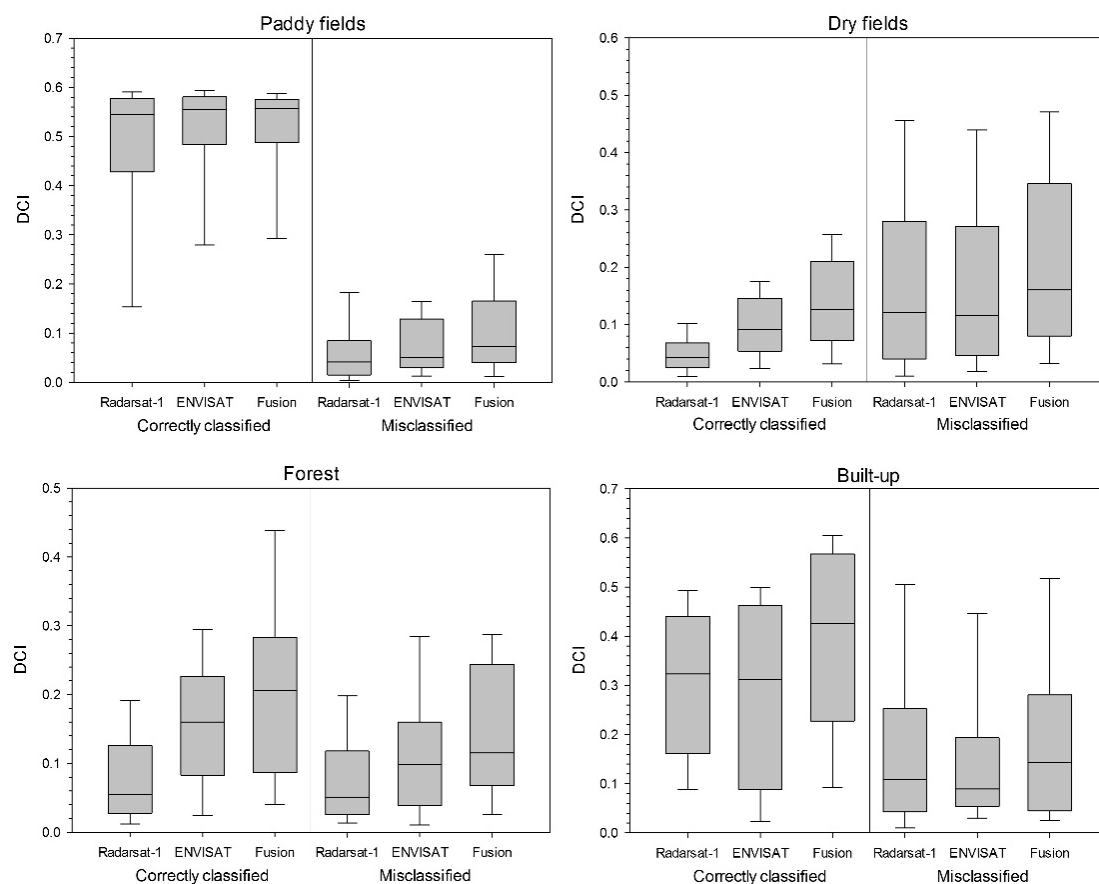 Paddy fields
0.7
0.6
0.5
0.4
0.3
0.2
0.1
0.0
DCI
Radarsat-1 ENVISAT Fusion Radarsat-1 ENVISAT Fusion
Correctly classified Misclassified
Dry fields
0.6
0.5
0.4
0.3
0.2
0.1
0.0
DCI
Radarsat-1 ENVISAT Fusion Radarsat-1 ENVISAT Fusion
Correctly classified Misclassified
Forest
0.5
0.4
0.3
0.2
0.1
0.0
DCI
Radarsat-1 ENVISAT Fusion Radarsat-1 ENVISAT Fusion
Correctly classified Misclassified
Built-up
0.7
0.6
0.5
0.4
0.3
0.2
0.1
0.0
DCI
Radarsat-1 ENVISAT Fusion Radarsat-1 ENVISAT Fusion
Correctly classified Misclassified